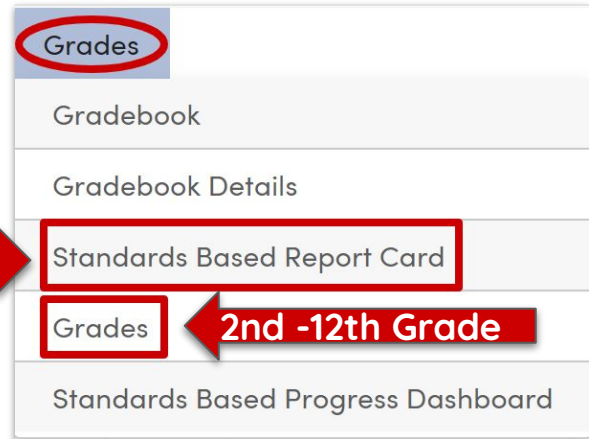 Grades
Gradebook
Gradebook Details
Standards Based Report Card
Grades
2nd -12th Grade
Standards Based Progress Dashboard